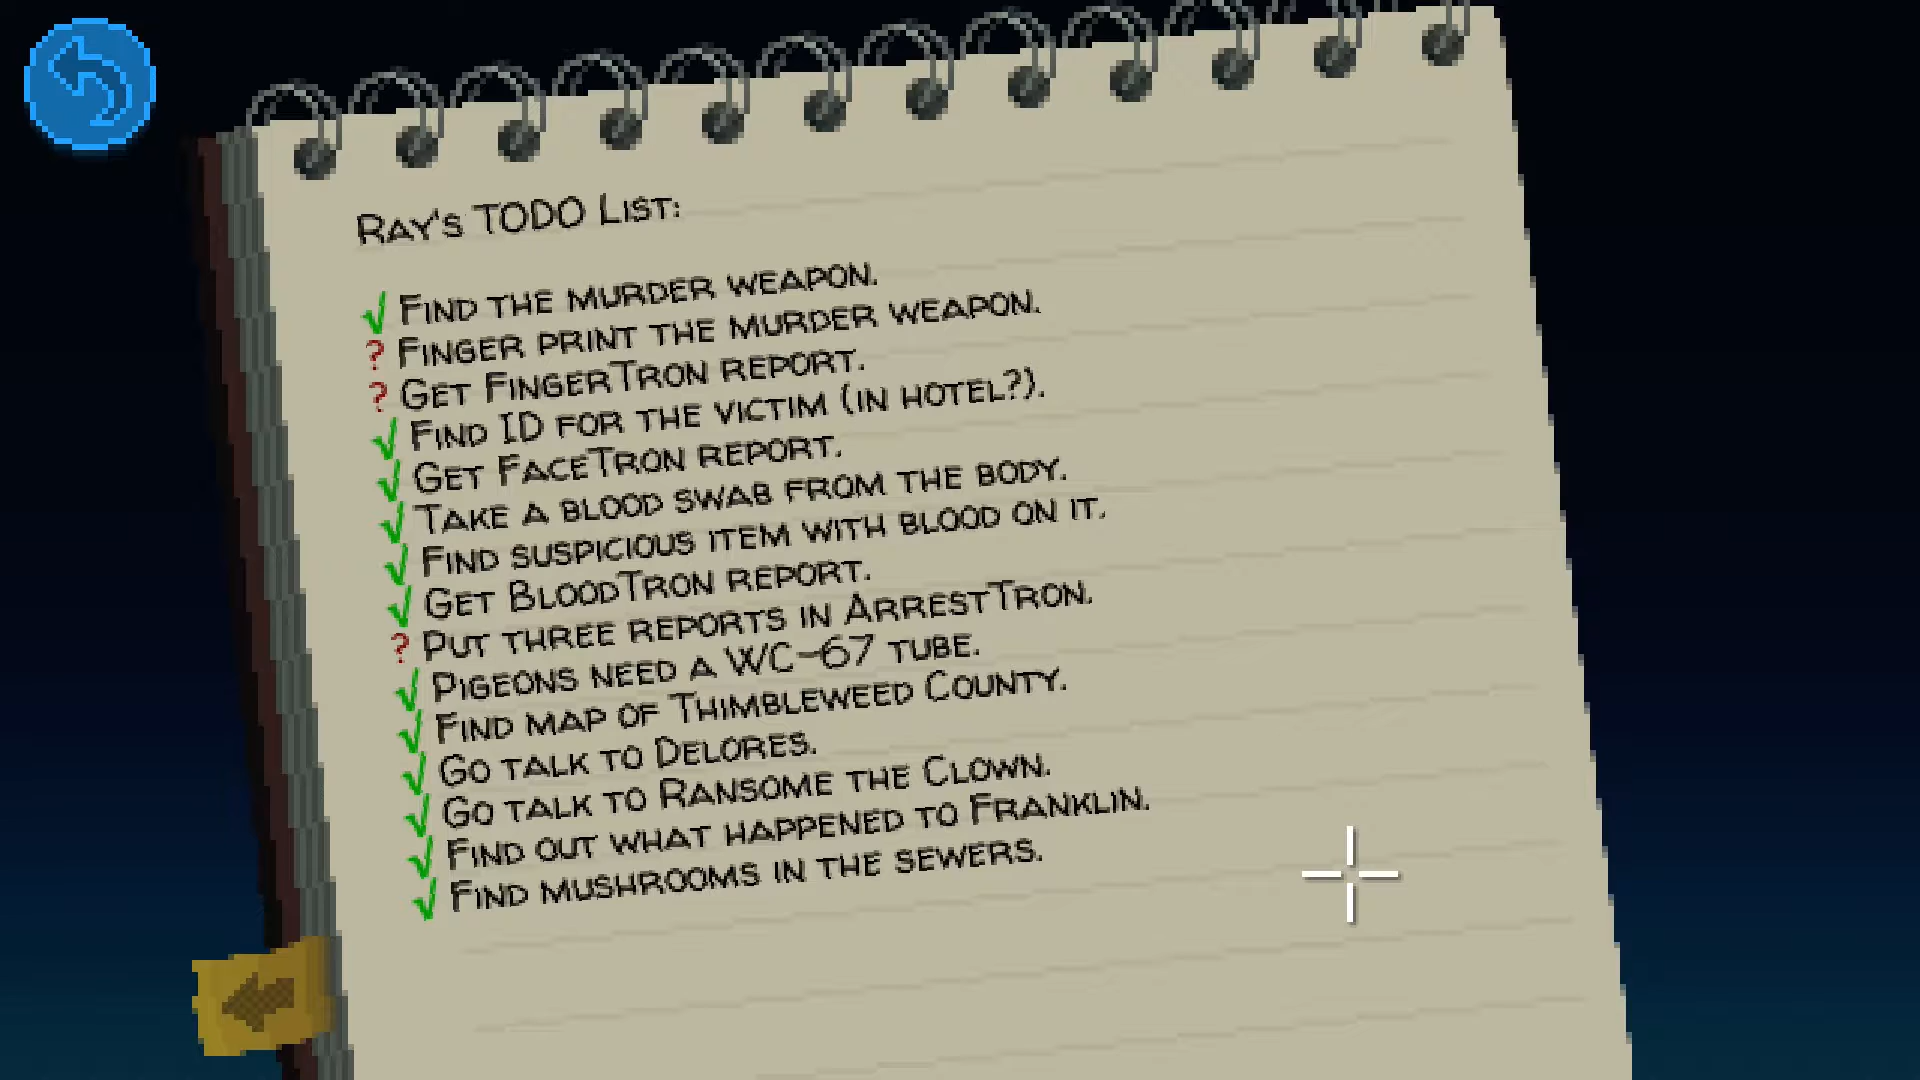 Ray's TODO List:
√ Find the murder weapon.
? Finger print the murder weapon.
? Get FingerTron report.
√ Find ID for the victim (in hotel?).
√ Get FaceTron report.
√ Take a blood swab from the body.
√ Find suspicious item with blood on it.
√ Get BloodTron report.
? Put three reports in ArrestTron.
√ Pigeons need a WC-67 tube.
√ Find map of Thimbleweed County.
√ Go talk to Delores.
√ Go talk to Ransome the Clown.
√ Find out what happened to Franklin.
√ Find mushrooms in the sewers.